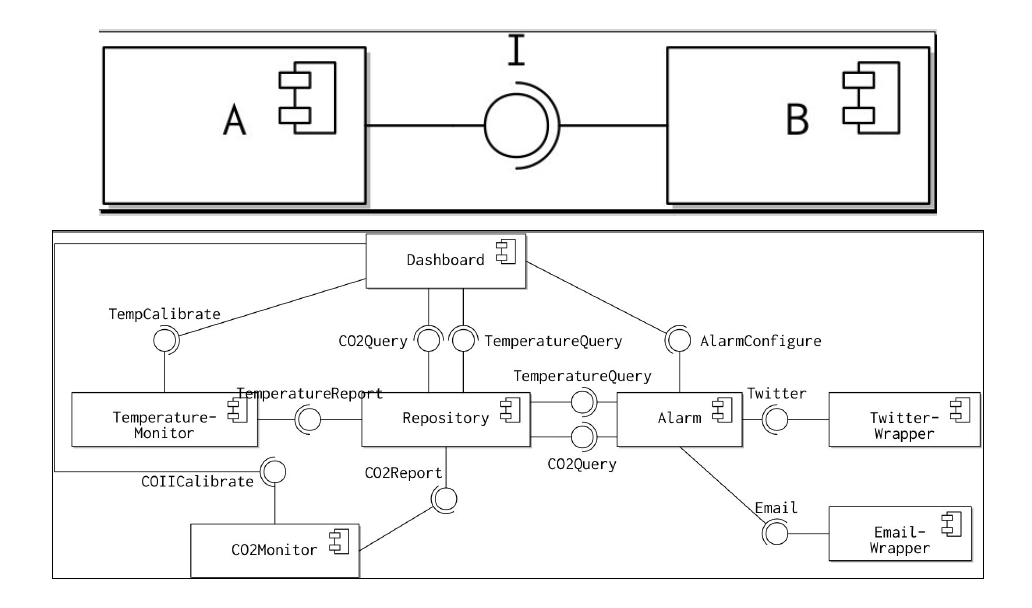 I
A
B
Dashboard
TempCalibrate
CO2Query
TemperatureQuery
AlarmConfigure
TemperatureReport
TemperatureQuery
Twitter
Temperature-
Monitor
Repository
Alarm
Twitter-
Wrapper
CO2Query
CO2Report
COIICalibrate
Email
CO2Monitor
Email-
Wrapper